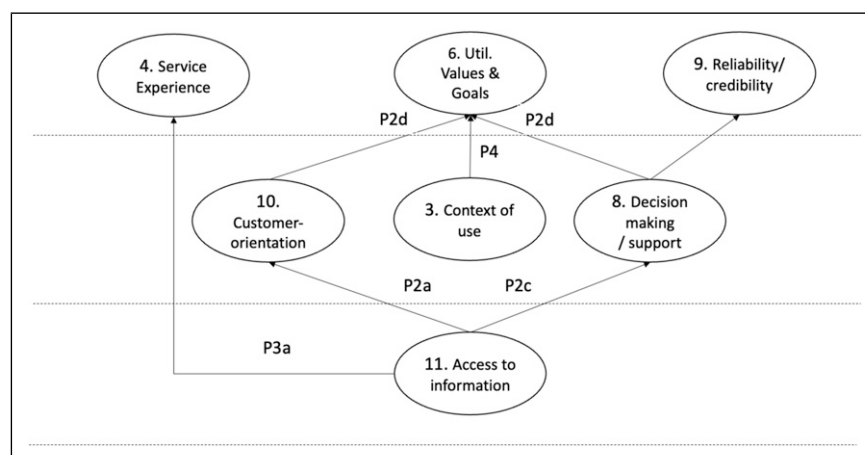 4. Service
Experience
6. Util.
Values &
Goals
9. Reliability/
credibility
P2d
P2d
P4
10.
Customer-
orientation
3. Context of
use
8. Decision
making
/ support
P2a
P2c
P3a
11. Access to
information